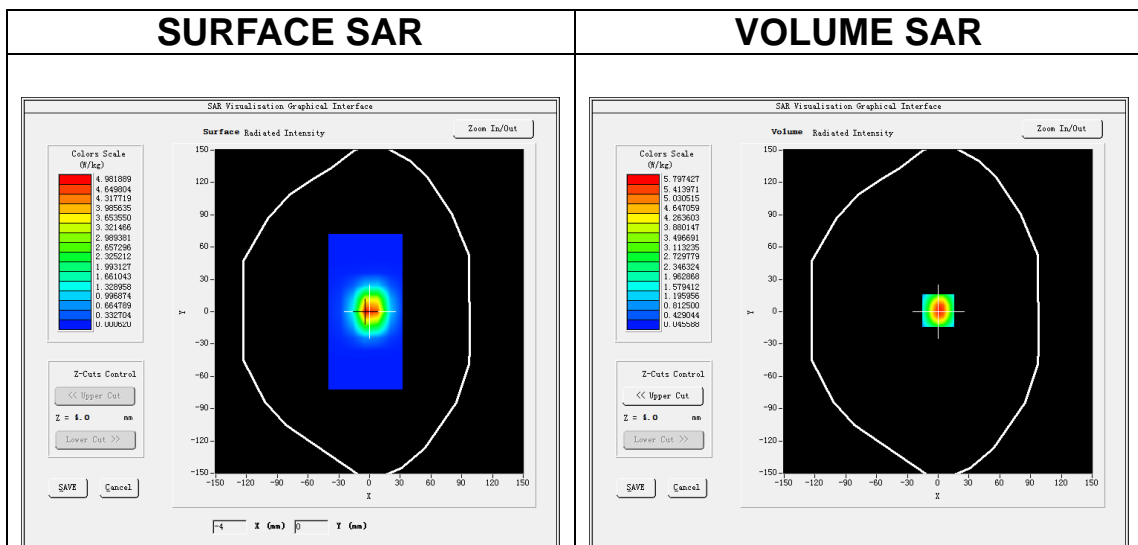 SURFACE SAR
VOLUME SAR
SAR Visualisation Graphical Interface
Surface Radiated Intensity
Zoom In/Out
Colors Scale
(W/kg)
4.981889
4.649804
4.317719
3.985635
3.653550
3.321466
2.989381
2.657296
2.325212
1.993127
1.661043
1.328958
0.996874
0.664789
0.332704
0.000620
Z-Cuts Control
<< Upper Cut
Z = 4.0 mm
Lower Cut >>
SAVE
Cancel
150
120
90
60
30
0
-30
-60
-90
-120
-150
Y
-150 -120 -90 -60 -30 0 30 60 90 120 150
X
-4 X (mm) 0 Y (mm)
SAR Visualisation Graphical Interface
Volume Radiated Intensity
Zoom In/Out
Colors Scale
(W/kg)
5.797427
5.413971
5.030515
4.647059
4.263603
3.880147
3.496691
3.113235
2.729779
2.346324
1.962868
1.579412
1.195956
0.812500
0.429044
0.045588
Z-Cuts Control
<< Upper Cut
Z = 4.0 mm
Lower Cut >>
SAVE
Cancel
150
120
90
60
30
0
-30
-60
-90
-120
-150
Y
-150 -120 -90 -60 -30 0 30 60 90 120 150
X